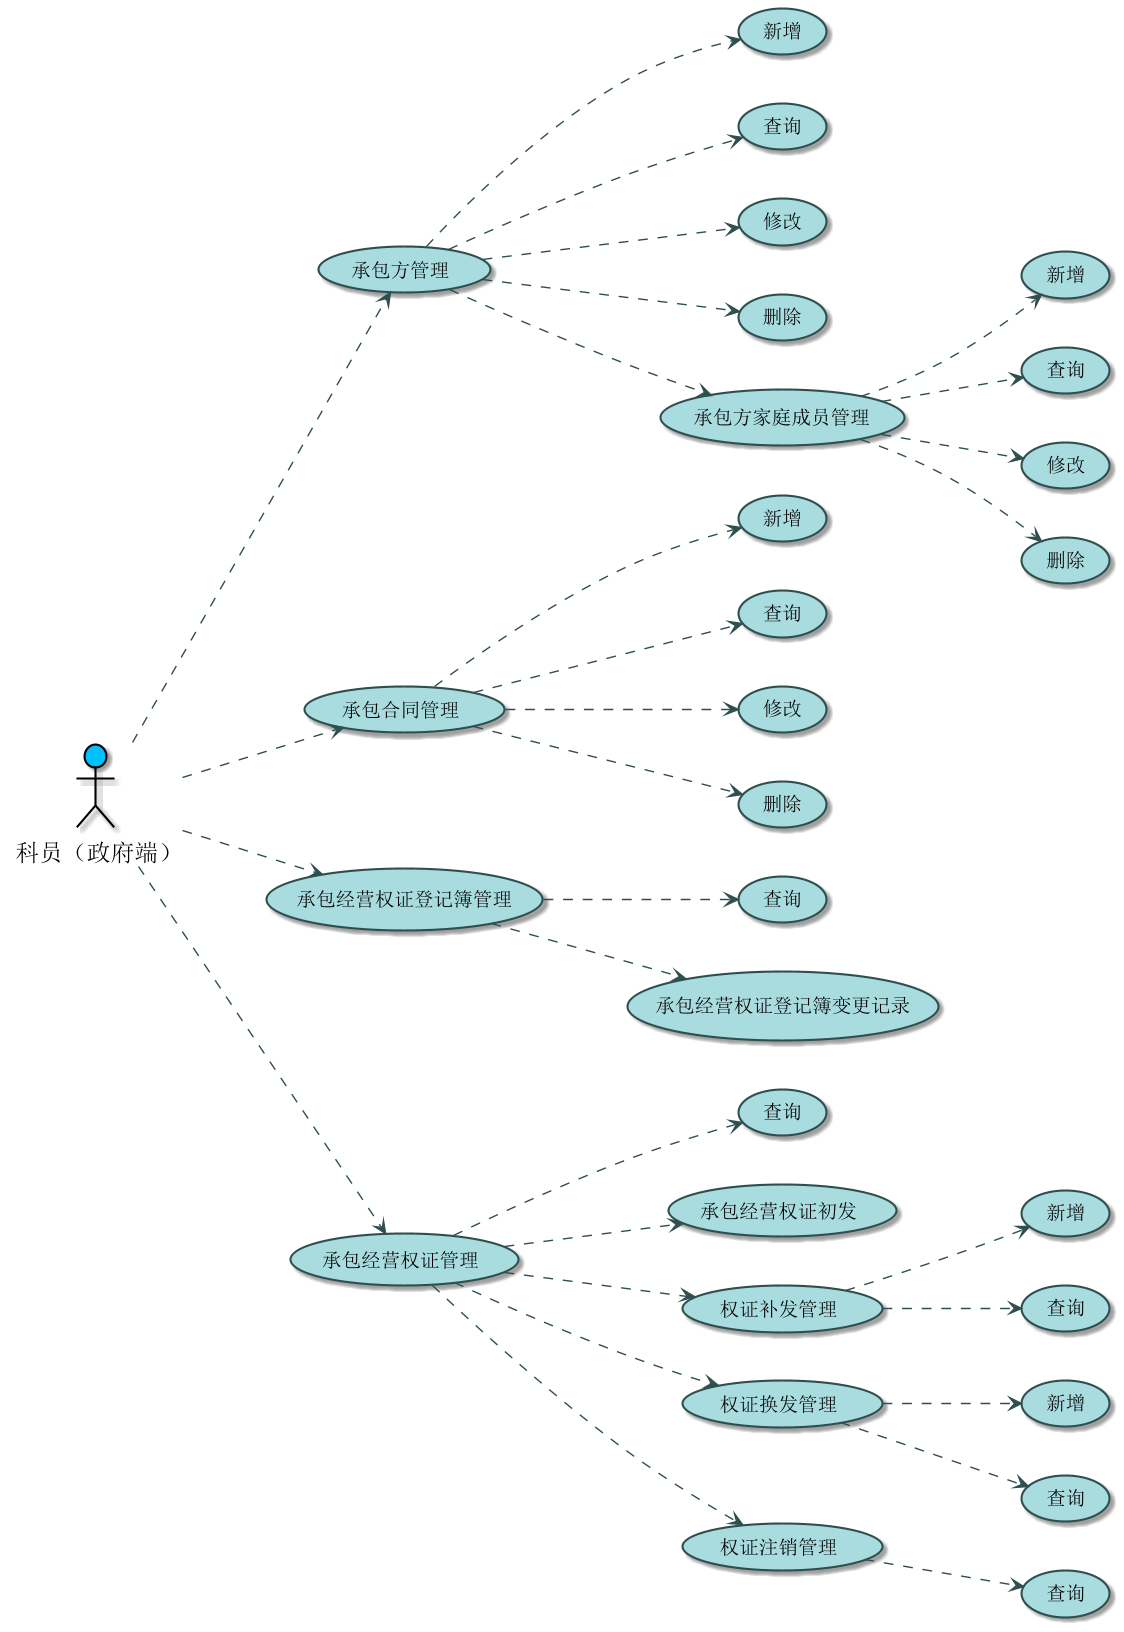 新增
查询
修改
承包方管理
删除
承包方家庭成员管理
新增
查询
修改
删除
新增
查询
承包合同管理
修改
删除
科员（政府端）
承包经营权证登记簿管理
查询
承包经营权证登记簿变更记录
查询
承包经营权证初发
承包经营权证管理
权证补发管理
新增
查询
权证换发管理
新增
查询
权证注销管理
查询